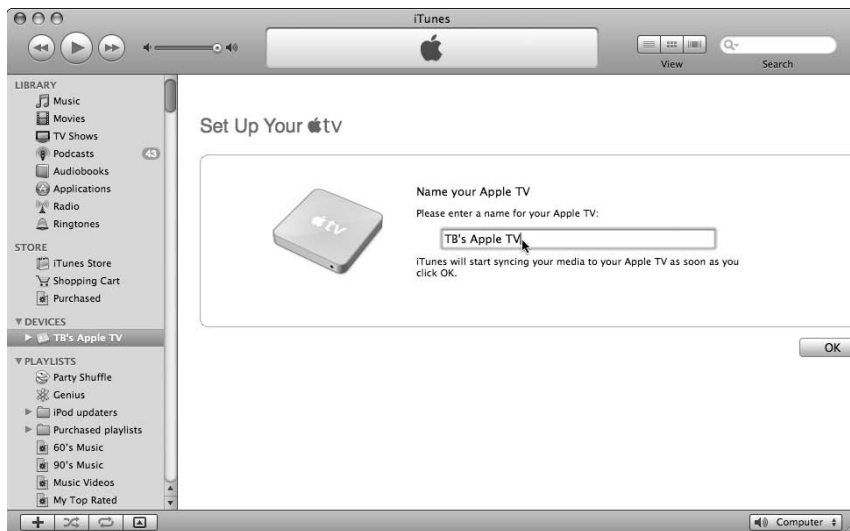 iTunes
View
Search
LIBRARY
Music
Movies
TV Shows
Podcasts
43
Audiobooks
Applications
Radio
Ringtones
STORE
iTunes Store
Shopping Cart
Purchased
DEVICES
TB's Apple TV
PLAYLISTS
Party Shuffle
Genius
iPod updaters
Purchased playlists
60's Music
90's Music
Music Videos
My Top Rated
Set Up Your tv
tv
Name your Apple TV
Please enter a name for your Apple TV:
TB's Apple TV
iTunes will start syncing your media to your Apple TV as soon as you
click OK.
OK
Computer